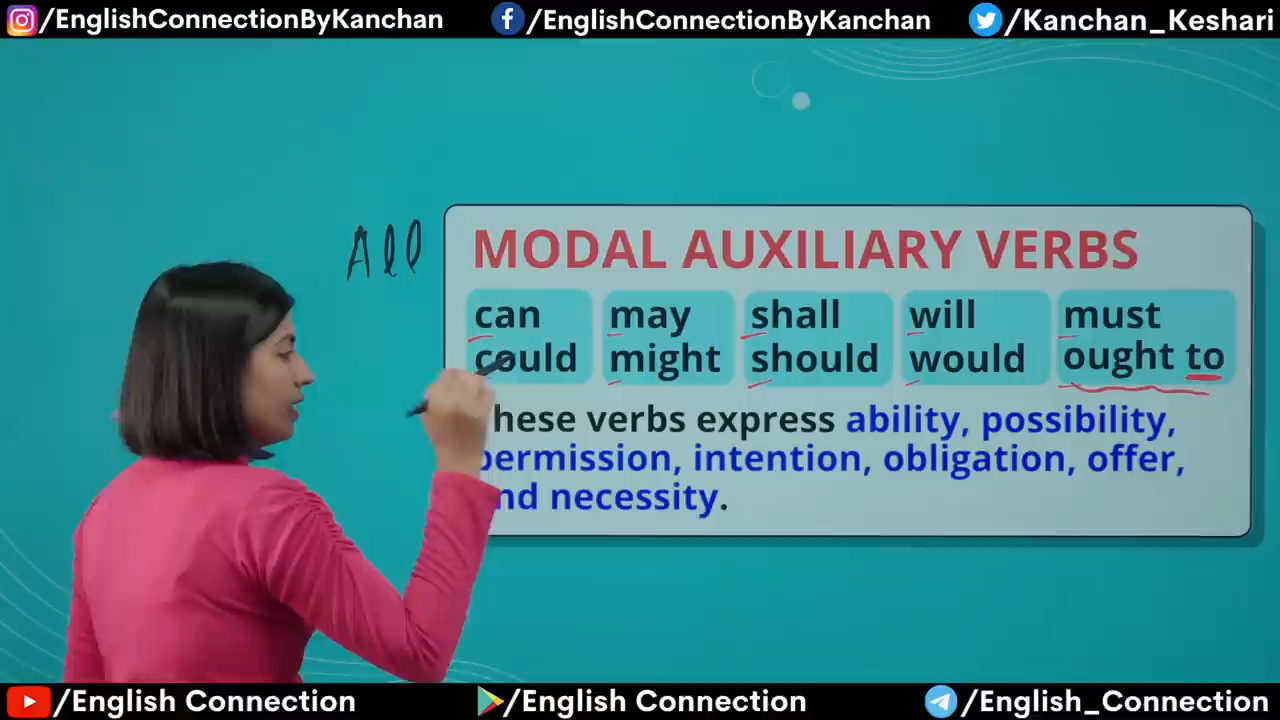 /EnglishConnectionByKanchan /EnglishConnectionByKanchan /Kanchan_Keshari
All
MODAL AUXILIARY VERBS
can may shall will must
could might should would ought to
hese verbs express ability, possibility,
permission, intention, obligation, offer,
nd necessity.
/English Connection /English Connection /English_Connection